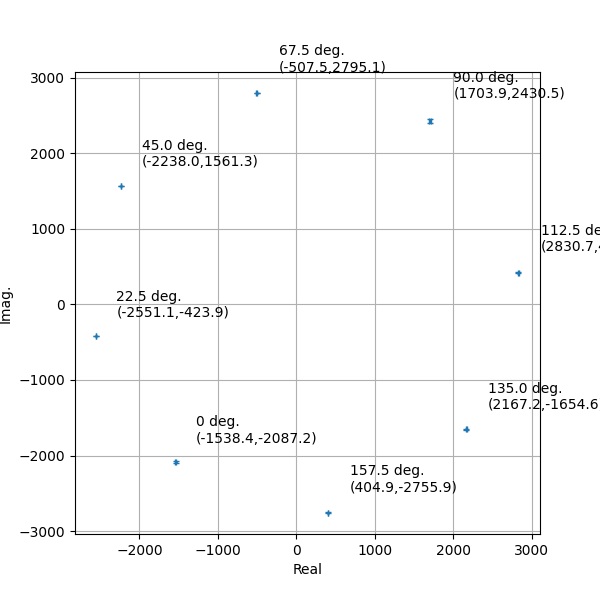 67.5 deg.
(-507.5,2795.1)
90.0 deg.
(1703.9,2430.5)
45.0 deg.
(-2238.0,1561.3)
112.5 de
(2830.7,
22.5 deg.
(-2551.1,-423.9)
135.0 deg.
(2167.2,-1654.6
0 deg.
(-1538.4,-2087.2)
157.5 deg.
(404.9,-2755.9)
3000
2000
1000
0
−1000
−2000
−3000
Imag.
−2000 −1000 0 1000 2000 3000
Real